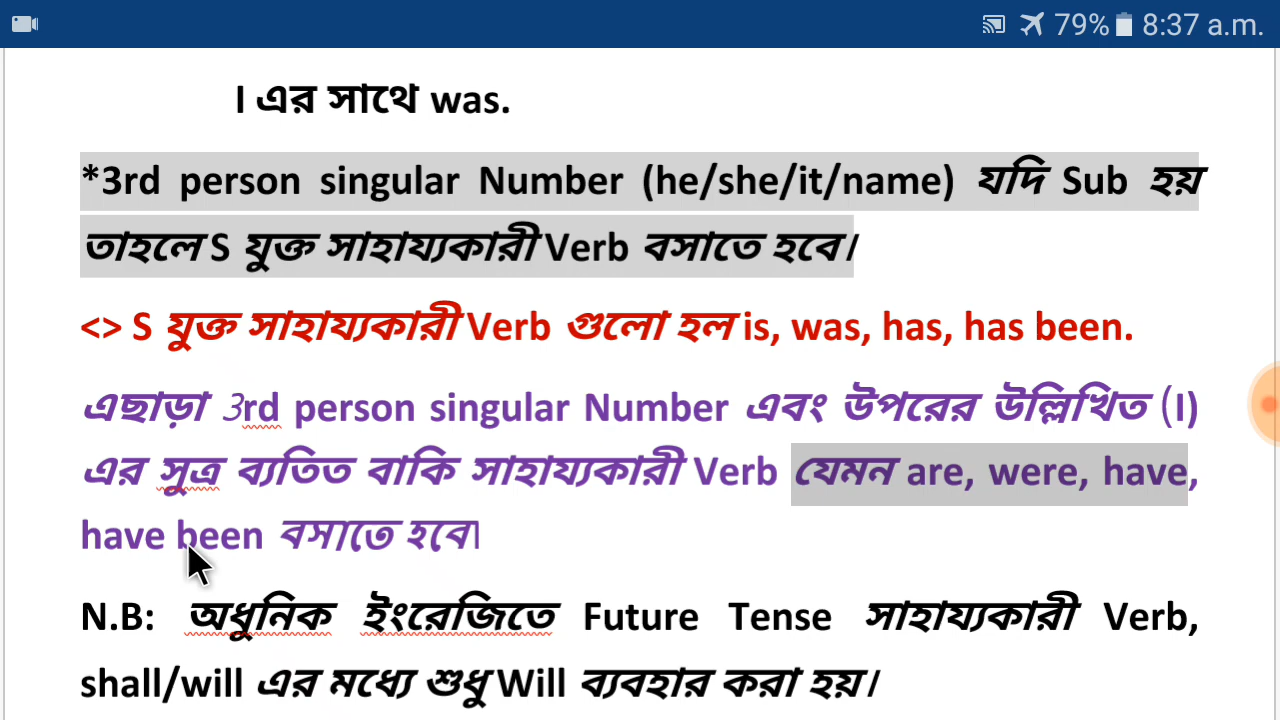 79% 8:37 a.m.
I এর সাথে was.
*3rd person singular Number (he/she/it/name) যদি Sub হয়
তাহলে S যুক্ত সাহায্যকারী Verb বসাতে হবে।
<> S যুক্ত সাহায্যকারী Verb গুলো হল is, was, has, has been.
এছাড়া 3rd person singular Number এবং উপরের উল্লিখিত (I)
এর সুত্র ব্যতিত বাকি সাহায্যকারী Verb যেমন are, were, have,
have been বসাতে হবে।
N.B: অধুনিক ইংরেজিতে Future Tense সাহায্যকারী Verb,
shall/will এর মধ্যে শুধু Will ব্যবহার করা হয়।